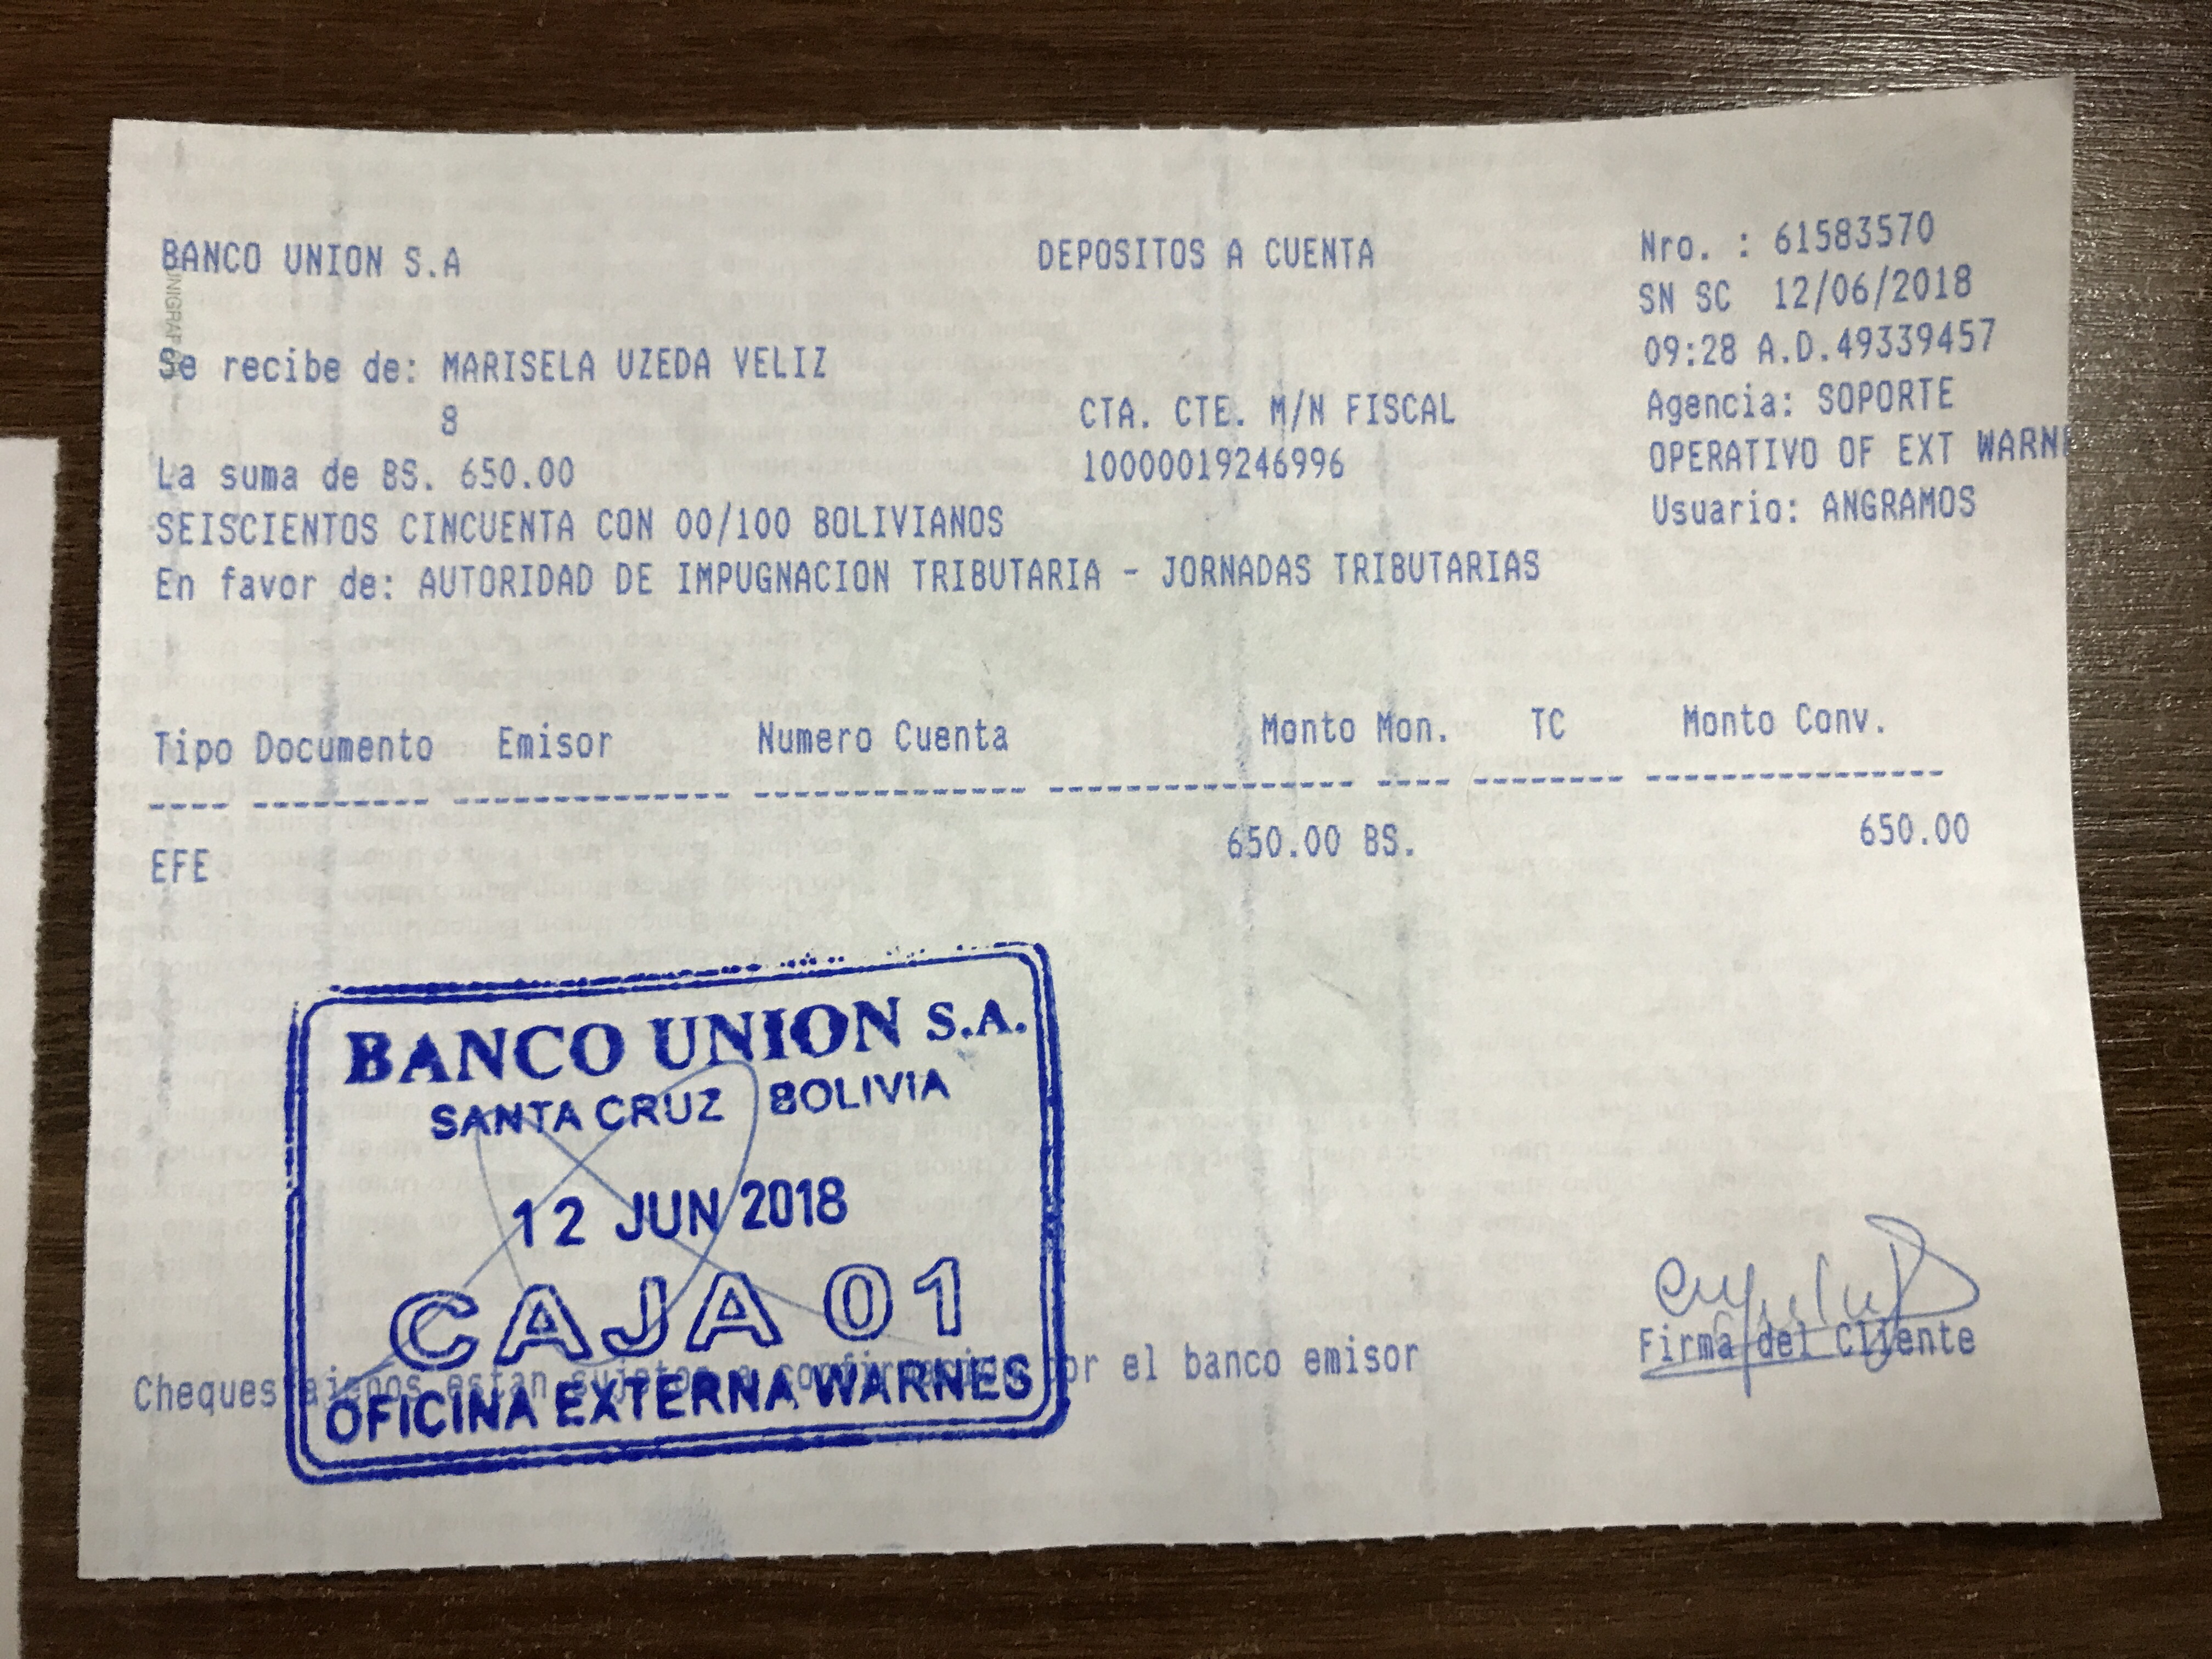 BANCO UNION S.A DEPOSITOS A CUENTA Nro. : 61583570
SN SC 12/06/2018
Se recibe de: MARISELA UZEDA VELIZ 09:28 A.D.49339457
8 CTA. CTE. M/N FISCAL Agencia: SOPORTE
La suma de BS. 650.00 10000019246996 OPERATIVO OF EXT WARN
SEISCIENTOS CINCUENTA CON 00/100 BOLIVIANOS Usuario: ANGRAMOS
En favor de: AUTORIDAD DE IMPUGNACION TRIBUTARIA - JORNADAS TRIBUTARIAS
Tipo Documento Emisor Numero Cuenta Monto Mon. TC Monto Conv.
EFE 650.00 BS. 650.00
BANCO UNION S.A.
SANTA CRUZ BOLIVIA
12 JUN 2018
CAJA 01
OFICINA EXTERNA WARNES
Cheques por el banco emisor Firma del Cliente
UNIGRAF